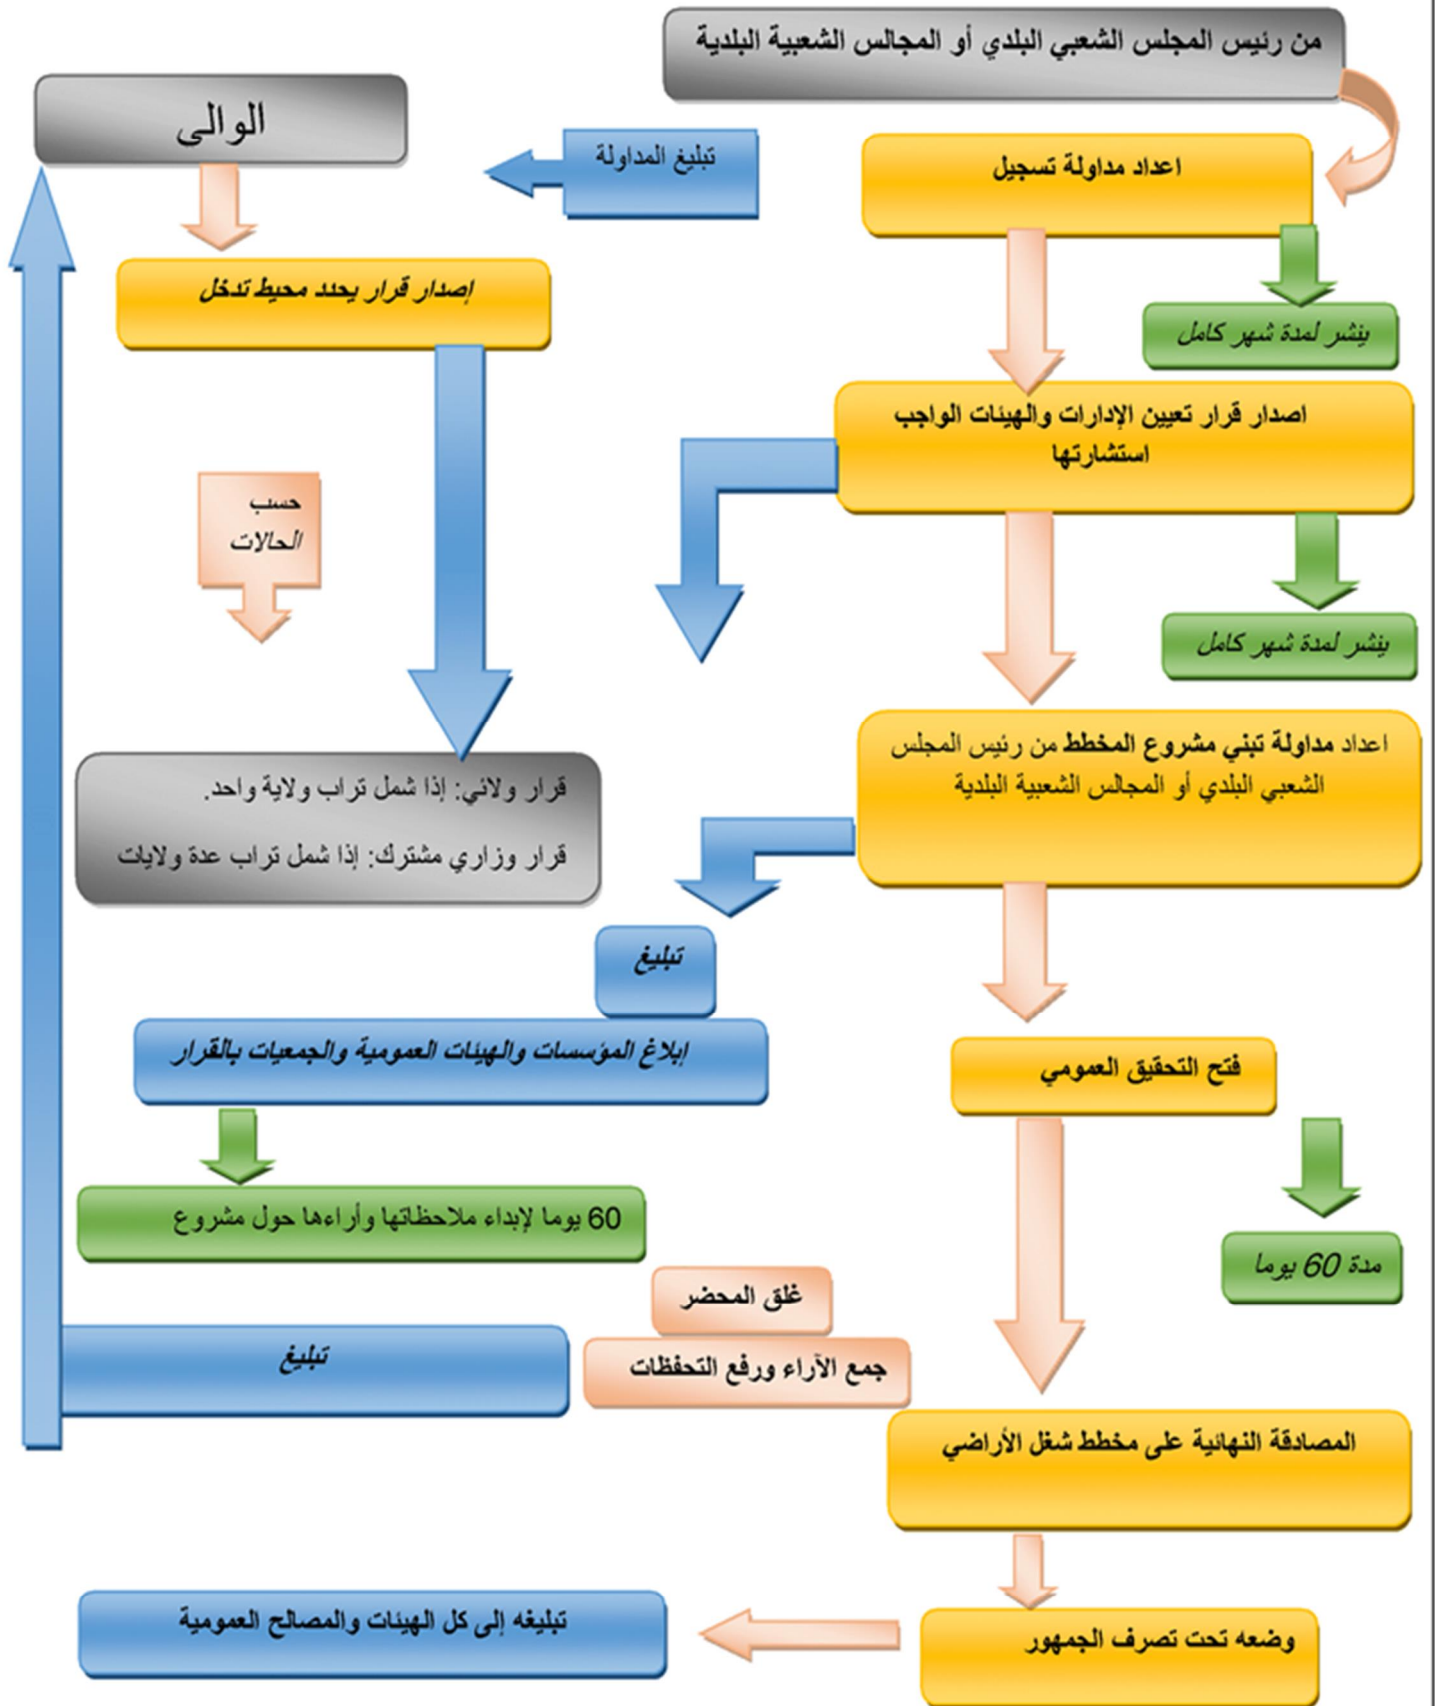 من رئيس المجلس الشعبي البلدي أو المجالس الشعبية البلدية
الوالي
تبليغ المداولة
اعداد مداولة تسجيل
إصدار قرار يحدد محيط تدخل
ينشر لمدة شهر كامل
اصدار قرار تعيين الإدارات والهيئات الواجب
استشارتها
حسب
الحالات
ينشر لمدة شهر كامل
اعداد مداولة تبني مشروع المخطط من رئيس المجلس
الشعبي البلدي أو المجالس الشعبية البلدية
قرار ولائي: إذا شمل تراب ولاية واحد.
قرار وزاري مشترك: إذا شمل تراب عدة ولايات
تبليغ
إبلاغ المؤسسات والهيئات العمومية والجمعيات بالقرار
فتح التحقيق العمومي
60 يوما لإبداء ملاحظاتها وأراءها حول مشروع
مدة 60 يوما
غلق المحضر
جمع الآراء ورفع التحفظات
تبليغ
المصادقة النهائية على مخطط شغل الأراضي
وضعه تحت تصرف الجمهور
تبليغه إلى كل الهيئات والمصالح العمومية